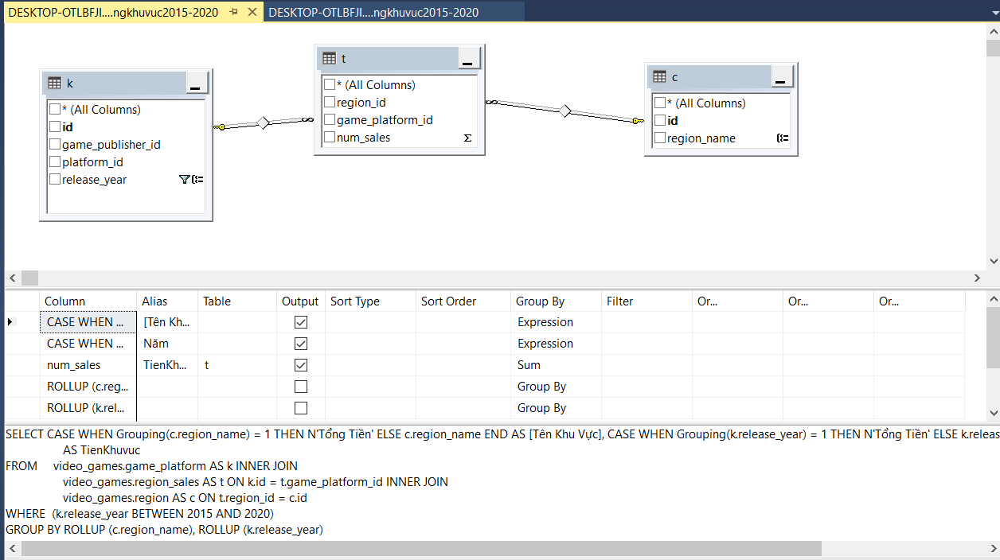 DESKTOP-OTLBFJI....ngkhuvuc2015-2020
DESKTOP-OTLBFJI....ngkhuvuc2015-2020
k
* (All Columns)
id
game_publisher_id
platform_id
release_year
t
* (All Columns)
region_id
game_platform_id
num_sales
c
* (All Columns)
id
region_name
Column Alias Table Output Sort Type Sort Order Group By Filter Or... Or... Or...
CASE WHEN ... [Tên Kh... Expression
CASE WHEN ... Năm Expression
num_sales TienKh... t Sum
ROLLUP (c.reg... Group By
ROLLUP (k.rel... Group By
SELECT CASE WHEN Grouping(c.region_name) = 1 THEN N'Tổng Tiền' ELSE c.region_name END AS [Tên Khu Vực], CASE WHEN Grouping(k.release_year) = 1 THEN N'Tổng Tiền' ELSE k.releas
AS TienKhuvuc
FROM video_games.game_platform AS k INNER JOIN
video_games.region_sales AS t ON k.id = t.game_platform_id INNER JOIN
video_games.region AS c ON t.region_id = c.id
WHERE (k.release_year BETWEEN 2015 AND 2020)
GROUP BY ROLLUP (c.region_name), ROLLUP (k.release_year)